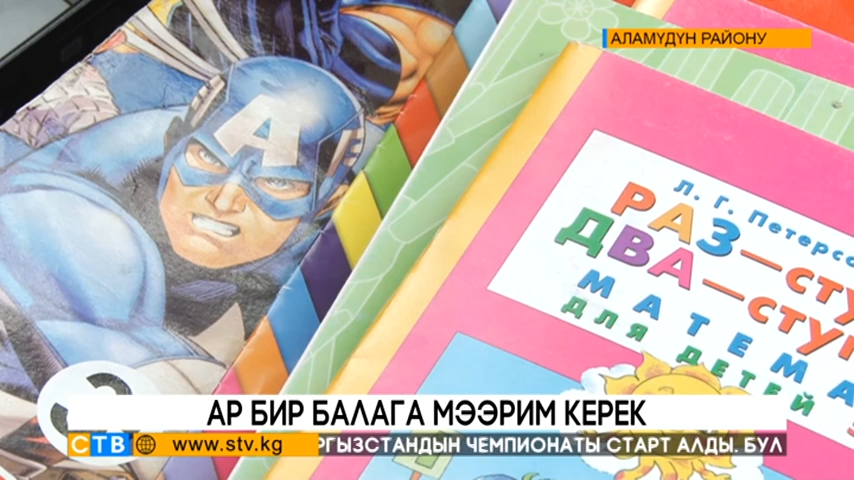 АЛАМҮДҮН РАЙОНУ
A
Л. Г. Петерсо
РАЗ—СТУ
ДВА—СТУП
МАТЕМА
ДЛЯ ДЕТЕЙ
АР БИР БАЛАГА МЭЭРИМ КЕРЕК
СТВ www.stv.kg РГЫЗСТАНДЫН ЧЕМПИОНАТЫ СТАРТ АЛДЫ. БУЛ